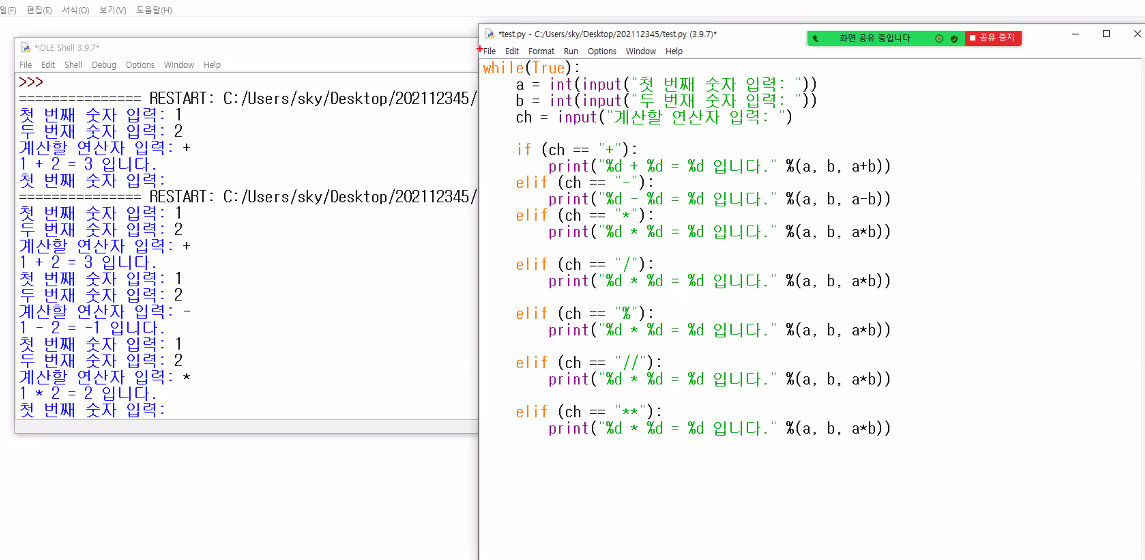 일(F) 편집(E) 서식(O) 보기(V) 도움말(H)
*IDLE Shell 3.9.7*
File Edit Shell Debug Options Window Help
>>>
=============== RESTART: C:/Users/sky/Desktop/202112345/
첫 번째 숫자 입력: 1
두 번재 숫자 입력: 2
계산할 연산자 입력: +
1 + 2 = 3 입니다.
첫 번째 숫자 입력:
=============== RESTART: C:/Users/sky/Desktop/202112345/
첫 번째 숫자 입력: 1
두 번재 숫자 입력: 2
계산할 연산자 입력: +
1 + 2 = 3 입니다.
첫 번째 숫자 입력: 1
두 번재 숫자 입력: 2
계산할 연산자 입력: -
1 - 2 = -1 입니다.
첫 번째 숫자 입력: 1
두 번재 숫자 입력: 2
계산할 연산자 입력: *
1 * 2 = 2 입니다.
첫 번째 숫자 입력:
*test.py - C:/Users/sky/Desktop/202112345/test.py (3.9.7)*
화면 공유 중입니다
공유 중지
File Edit Format Run Options Window Help
while(True):
a = int(input("첫 번째 숫자 입력: "))
b = int(input("두 번재 숫자 입력: "))
ch = input("계산할 연산자 입력: ")
if (ch == "+"):
print("%d + %d = %d 입니다." %(a, b, a+b))
elif (ch == "-"):
print("%d - %d = %d 입니다." %(a, b, a-b))
elif (ch == "*"):
print("%d * %d = %d 입니다." %(a, b, a*b))
elif (ch == "/"):
print("%d * %d = %d 입니다." %(a, b, a*b))
elif (ch == "%"):
print("%d * %d = %d 입니다." %(a, b, a*b))
elif (ch == "//"):
print("%d * %d = %d 입니다." %(a, b, a*b))
elif (ch == "**"):
print("%d * %d = %d 입니다." %(a, b, a*b))